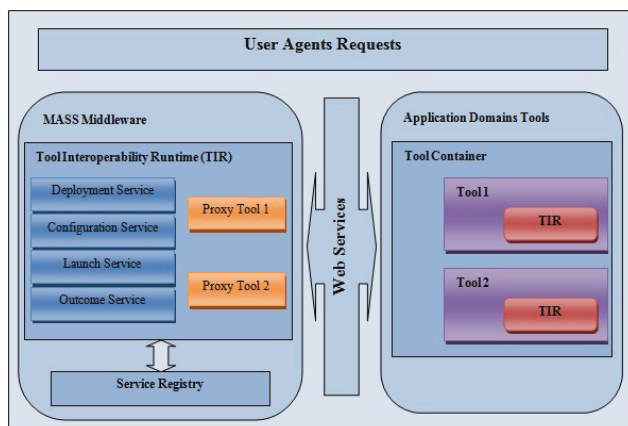 User Agents Requests
MASS Middleware
Tool Interoperability Runtime (TIR)
Deployment Service
Configuration Service
Launch Service
Outcome Service
Proxy Tool 1
Proxy Tool 2
Service Registry
Web Services
Application Domains Tools
Tool Container
Tool 1
TIR
Tool 2
TIR